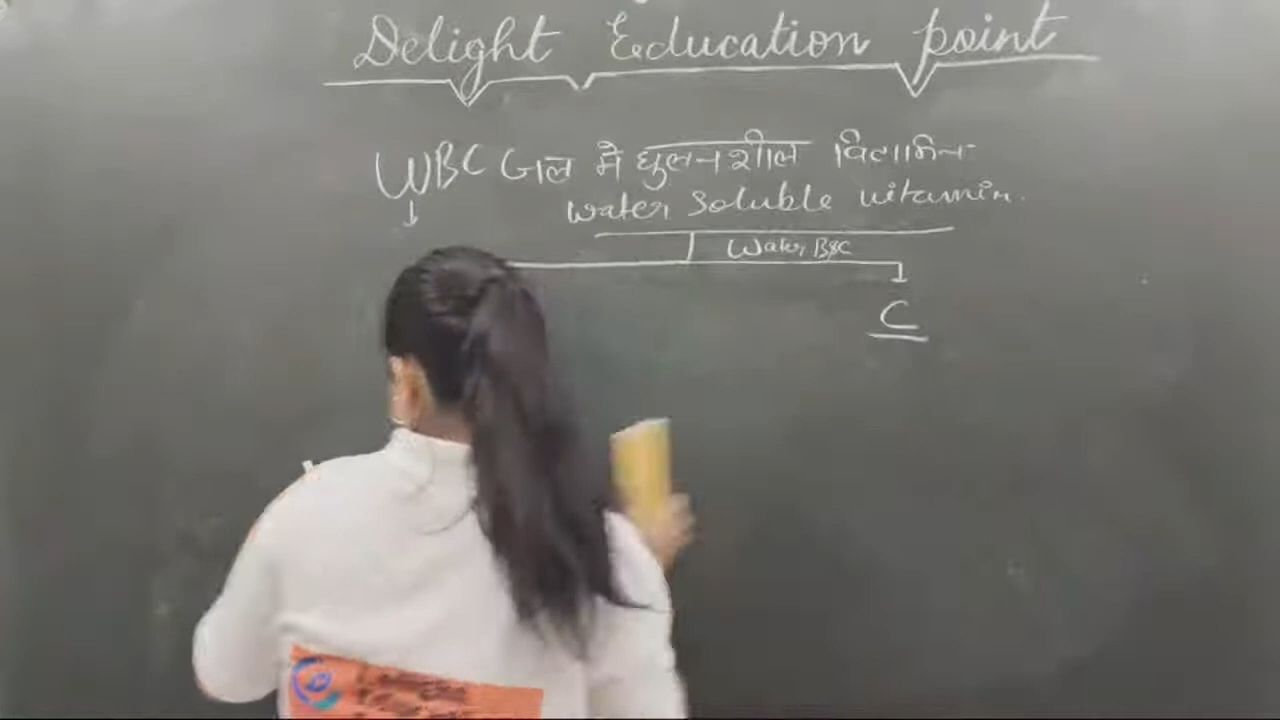 Delight Education point
WBC जल में घुलनशील विटामिन
Water Soluble vitamin.
Water B&C
C